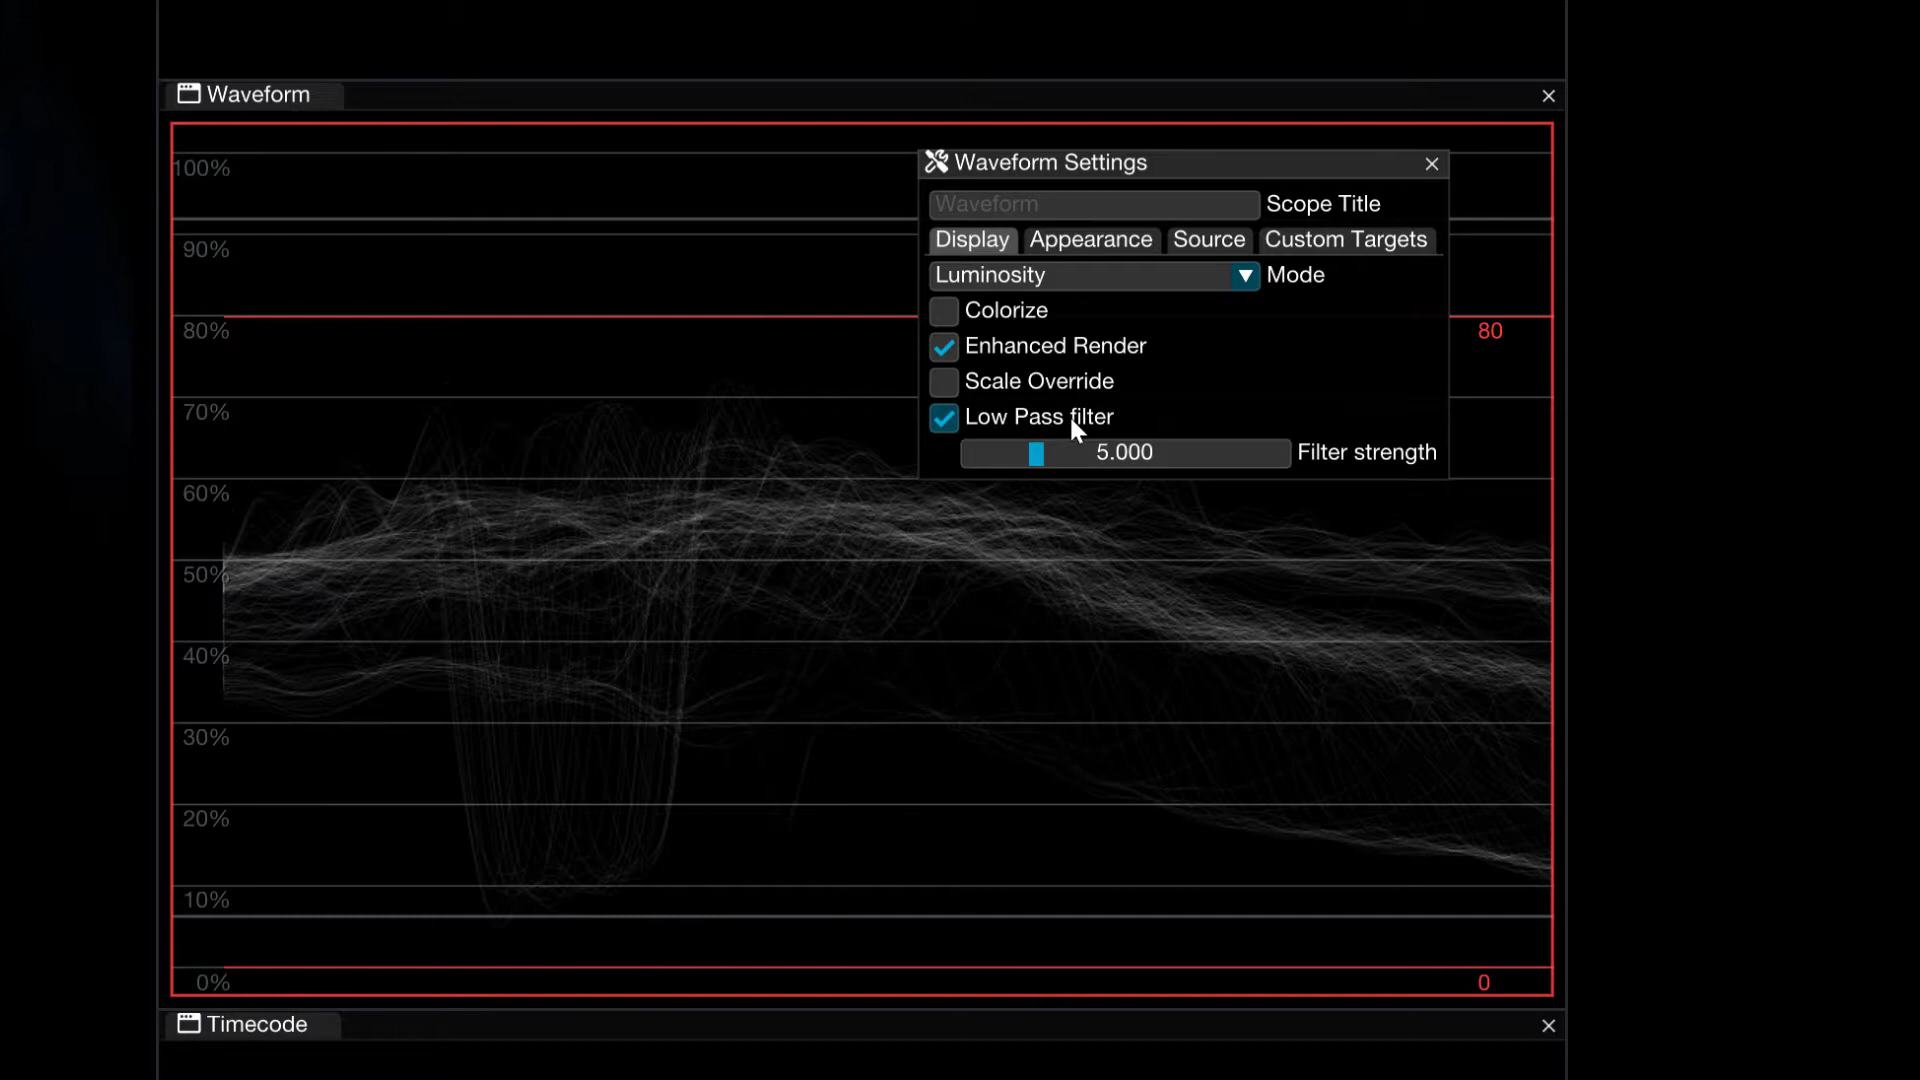 Waveform
100%
90%
80%
70%
60%
50%
40%
30%
20%
10%
0%
80
0
Waveform Settings
Waveform Scope Title
Display Appearance Source Custom Targets
Luminosity Mode
Colorize
Enhanced Render
Scale Override
Low Pass filter
5.000 Filter strength
Timecode